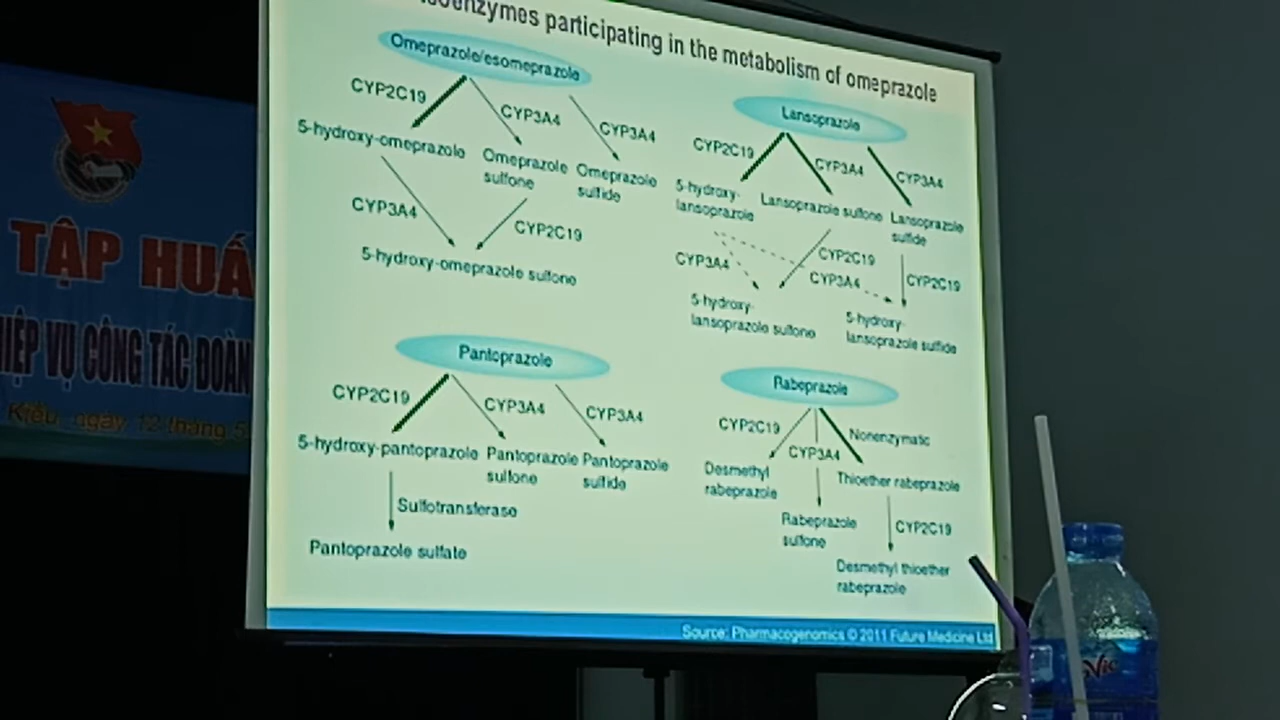 participating in the metabolism of omeprazole
Omeprazole/esomeprazole
CYP2C19
CYP3A4
CYP3A4
5-hydroxy-omeprazole
Omeprazole
sulfone
Omeprazole
sulfide
CYP3A4
CYP2C19
5-hydroxy-omeprazole sulfone
Lansoprazole
CYP2C19
CYP3A4
CYP3A4
5-hydroxy-
lansoprazole
Lansoprazole sulfone
Lansoprazole
sulfide
CYP3A4
CYP2C19
CYP3A4
CYP2C19
5-hydroxy-
lansoprazole sulfone
5-hydroxy-
lansoprazole sulfide
Pantoprazole
CYP2C19
CYP3A4
CYP3A4
5-hydroxy-pantoprazole
Pantoprazole
sulfone
Pantoprazole
sulfide
Sulfotransferase
Pantoprazole sulfate
Rabeprazole
CYP2C19
CYP3A4
Nonenzymatic
Desmethyl
rabeprazole
Rabeprazole
sulfone
Thioether rabeprazole
CYP2C19
Desmethyl thioether
rabeprazole
Source: Pharmacogenomics © 2011 Future Medicine Ltd
TẬP HUẤ
VỤ CÔNG TÁC ĐOÀN
Kiều, ngày 12 tháng 5